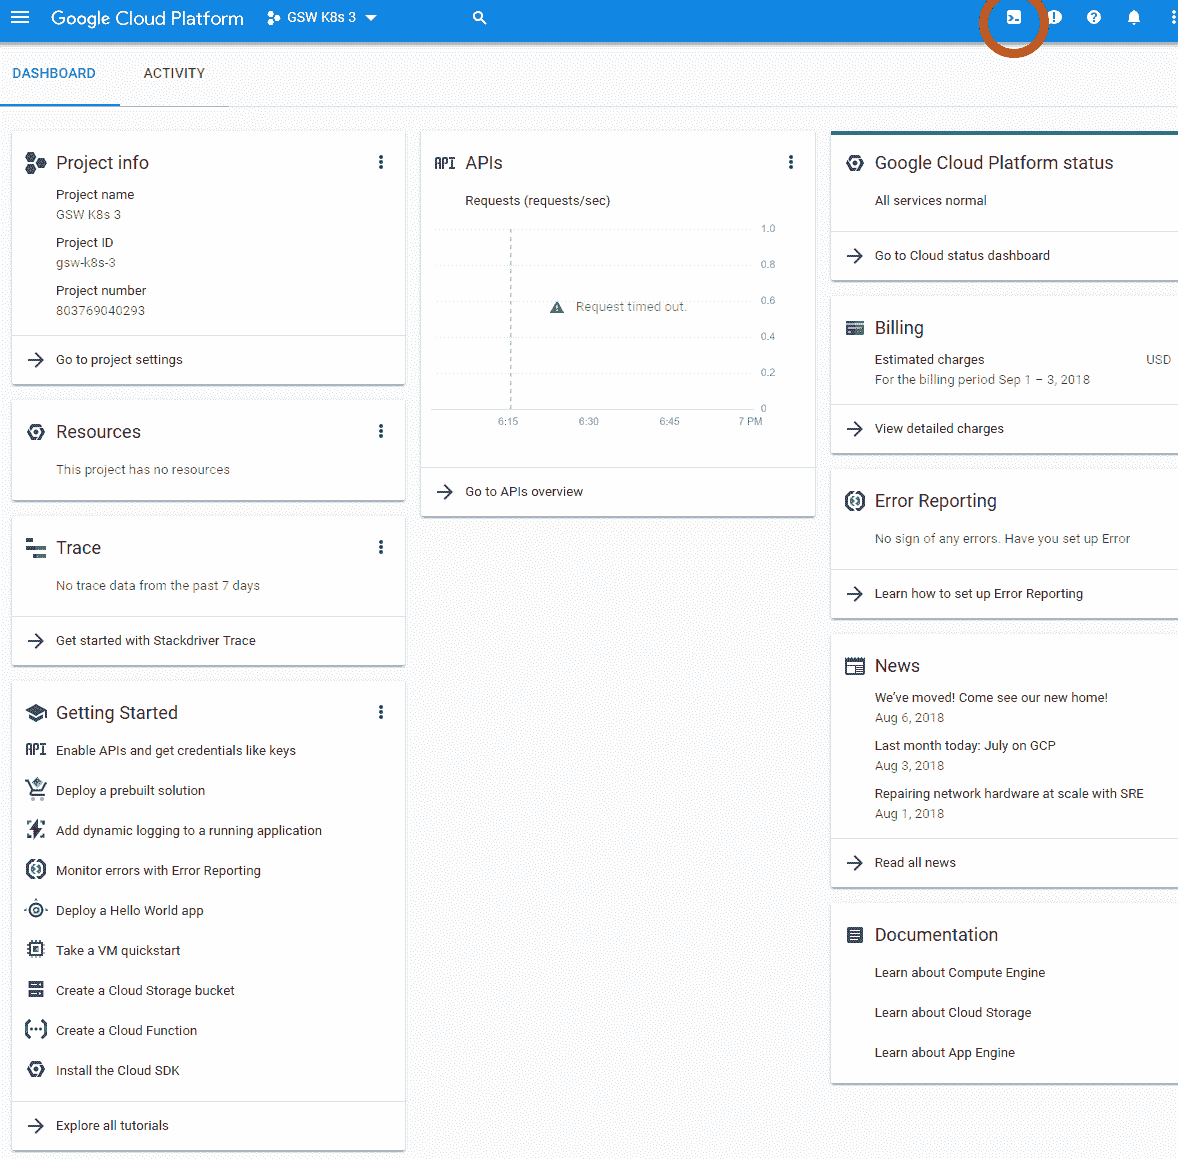 Google Cloud Platform
GSW K8s 3
DASHBOARD
ACTIVITY
Project info
Project name
GSW K8s 3
Project ID
gsw-k8s-3
Project number
803769040293
Go to project settings
Resources
This project has no resources
Trace
No trace data from the past 7 days
Get started with Stackdriver Trace
Getting Started
API
Enable APIs and get credentials like keys
Deploy a prebuilt solution
Add dynamic logging to a running application
Monitor errors with Error Reporting
Deploy a Hello World app
Take a VM quickstart
Create a Cloud Storage bucket
Create a Cloud Function
Install the Cloud SDK
Explore all tutorials
API
APIs
Requests (requests/sec)
1.0
0.8
0.6
Request timed out.
0.4
0.2
0
6:15
6:30
6:45
7 PM
Go to APIs overview
Google Cloud Platform status
All services normal
Go to Cloud status dashboard
Billing
Estimated charges
USD
For the billing period Sep 1 – 3, 2018
View detailed charges
Error Reporting
No sign of any errors. Have you set up Error
Learn how to set up Error Reporting
News
We've moved! Come see our new home!
Aug 6, 2018
Last month today: July on GCP
Aug 3, 2018
Repairing network hardware at scale with SRE
Aug 1, 2018
Read all news
Documentation
Learn about Compute Engine
Learn about Cloud Storage
Learn about App Engine